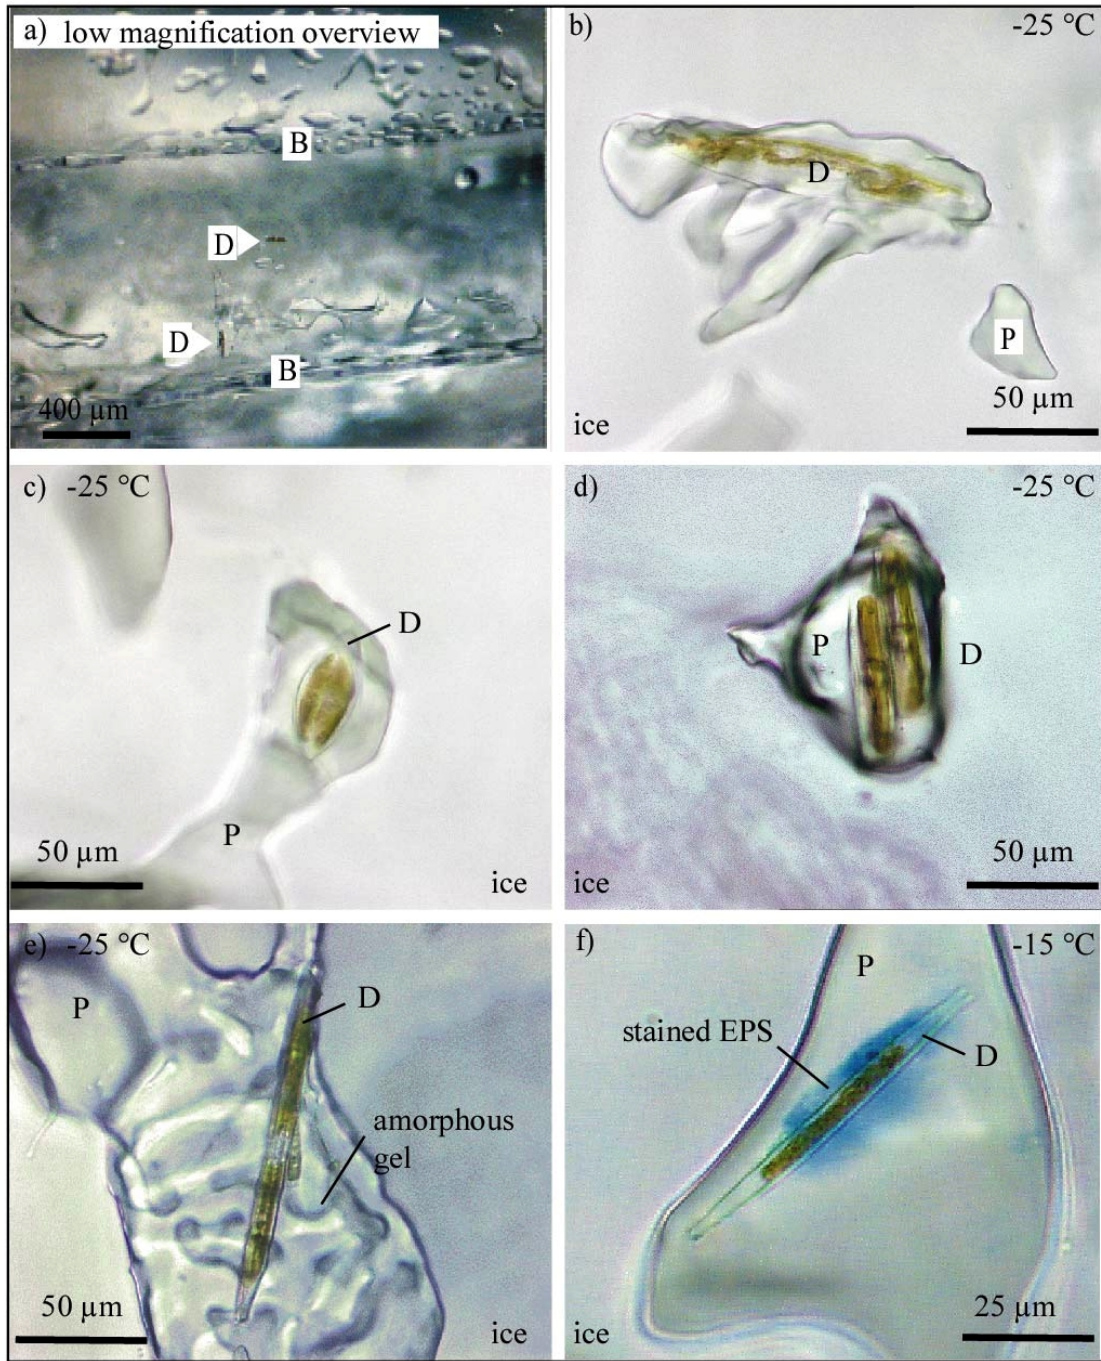 a) low magnification overview
B
D
D
B
400 µm
b) -25 °C
D
P
50 µm
ice
c) -25 °C
D
P
50 µm
ice
d) -25 °C
P
D
50 µm
ice
e) -25 °C
P
D
amorphous
gel
50 µm
ice
f) -15 °C
P
stained EPS
D
25 µm
ice